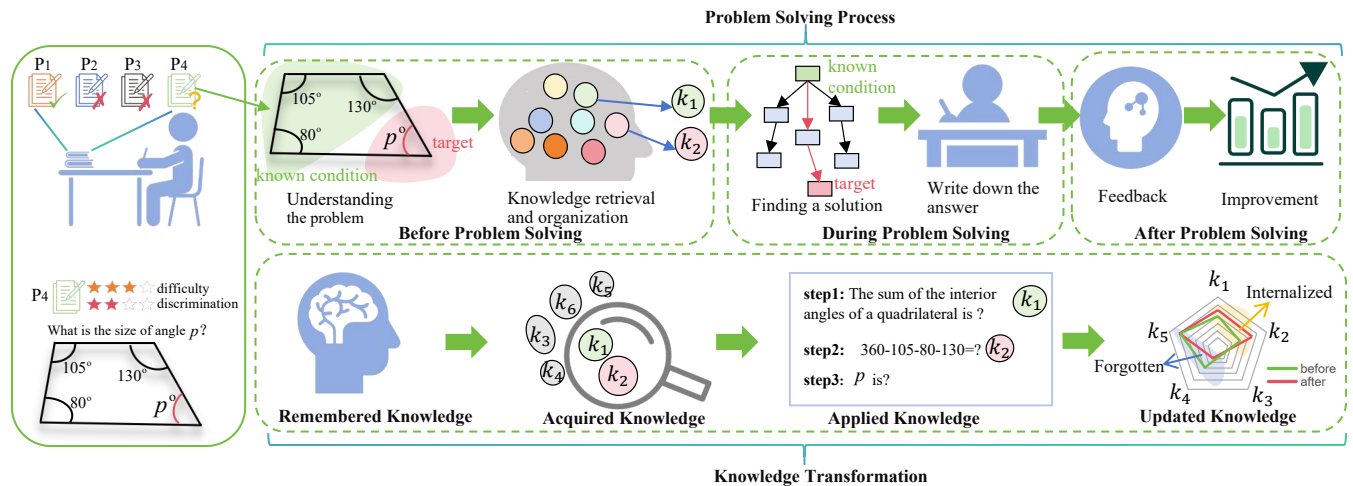 Problem Solving Process
P1
P2
P3
P4
?
105°
130°
80°
p°
target
known condition
Understanding
the problem
k1
k2
Knowledge retrieval
and organization
Before Problem Solving
known
condition
target
Finding a solution
Write down the
answer
During Problem Solving
Feedback
Improvement
After Problem Solving
P4
difficulty
discrimination
What is the size of angle p?
105°
130°
80°
p°
Remembered Knowledge
k5
k6
k3
k1
k4
k2
Acquired Knowledge
step1: The sum of the interior
angles of a quadrilateral is ?
k1
step2: 360-105-80-130=?
k2
step3: p is?
Applied Knowledge
k1
Internalized
k5
k2
Forgotten
before
after
k4
k3
Updated Knowledge
Knowledge Transformation